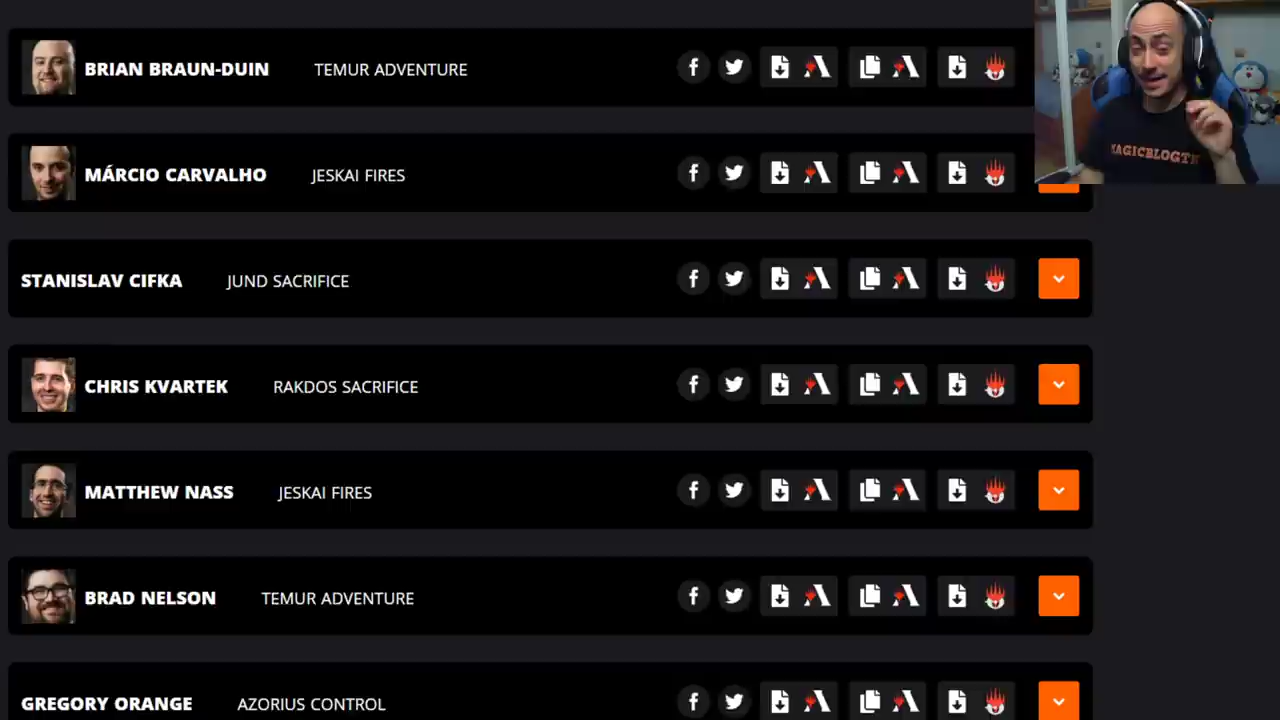 BRIAN BRAUN-DUIN TEMUR ADVENTURE
MÁRCIO CARVALHO JESKAI FIRES
STANISLAV CIFKA JUND SACRIFICE
CHRIS KVARTEK RAKDOS SACRIFICE
MATTHEW NASS JESKAI FIRES
BRAD NELSON TEMUR ADVENTURE
GREGORY ORANGE AZORIUS CONTROL